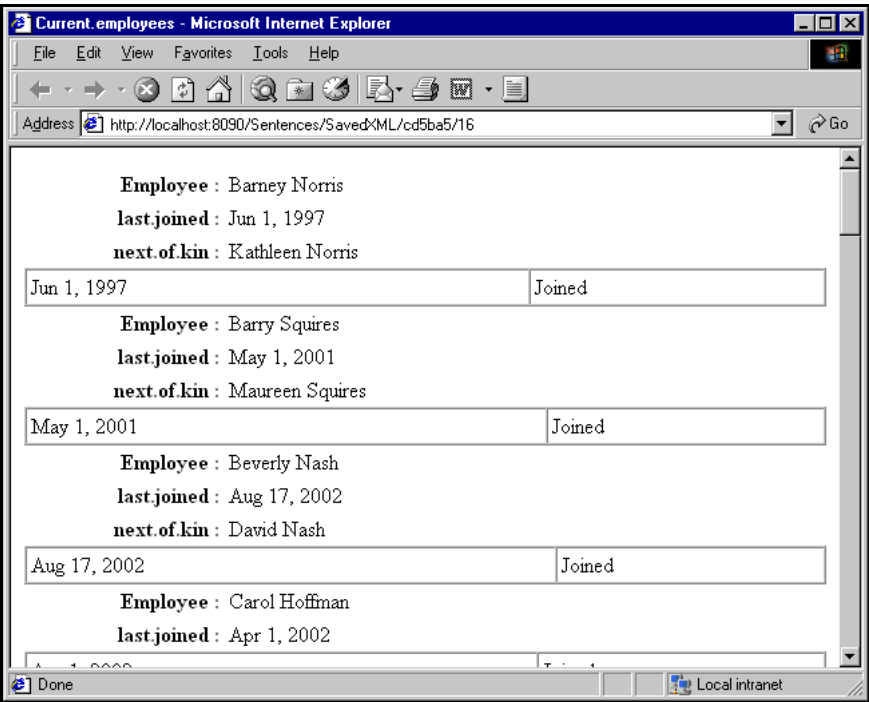 Current.employees - Microsoft Internet Explorer
File Edit View Favorites Tools Help
Address http://localhost:8090/Sentences/SavedXML/cd5ba5/16 Go
Employee : Barney Norris
last.joined : Jun 1, 1997
next.of.kin : Kathleen Norris
Jun 1, 1997 Joined
Employee : Barry Squires
last.joined : May 1, 2001
next.of.kin : Maureen Squires
May 1, 2001 Joined
Employee : Beverly Nash
last.joined : Aug 17, 2002
next.of.kin : David Nash
Aug 17, 2002 Joined
Employee : Carol Hoffman
last.joined : Apr 1, 2002
Done Local intranet